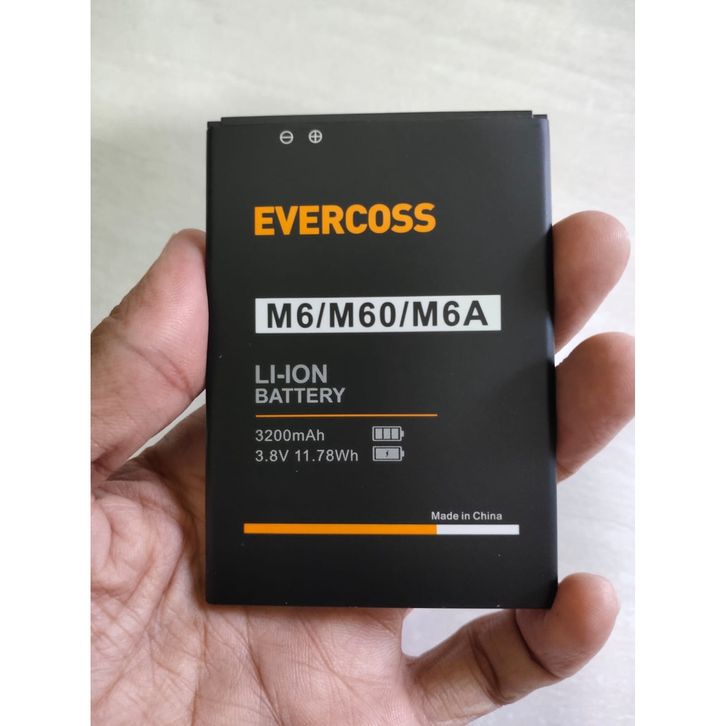 ⊖ ⊕
EVERCOSS
M6/M60/M6A
LI-ION
BATTERY
3200mAh
3.8V 11.78Wh
Made in China